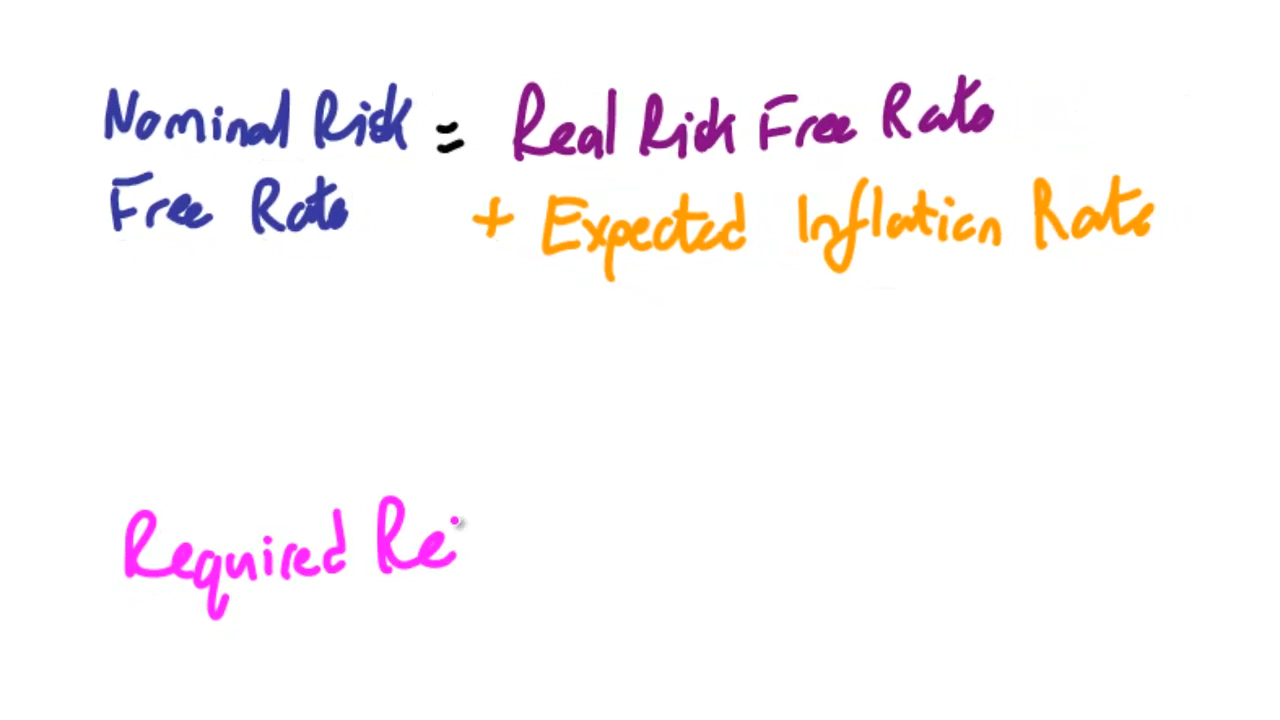 Nominal Risk = Real Risk Free Rate
Free Rate + Expected Inflation Rate
Required Re